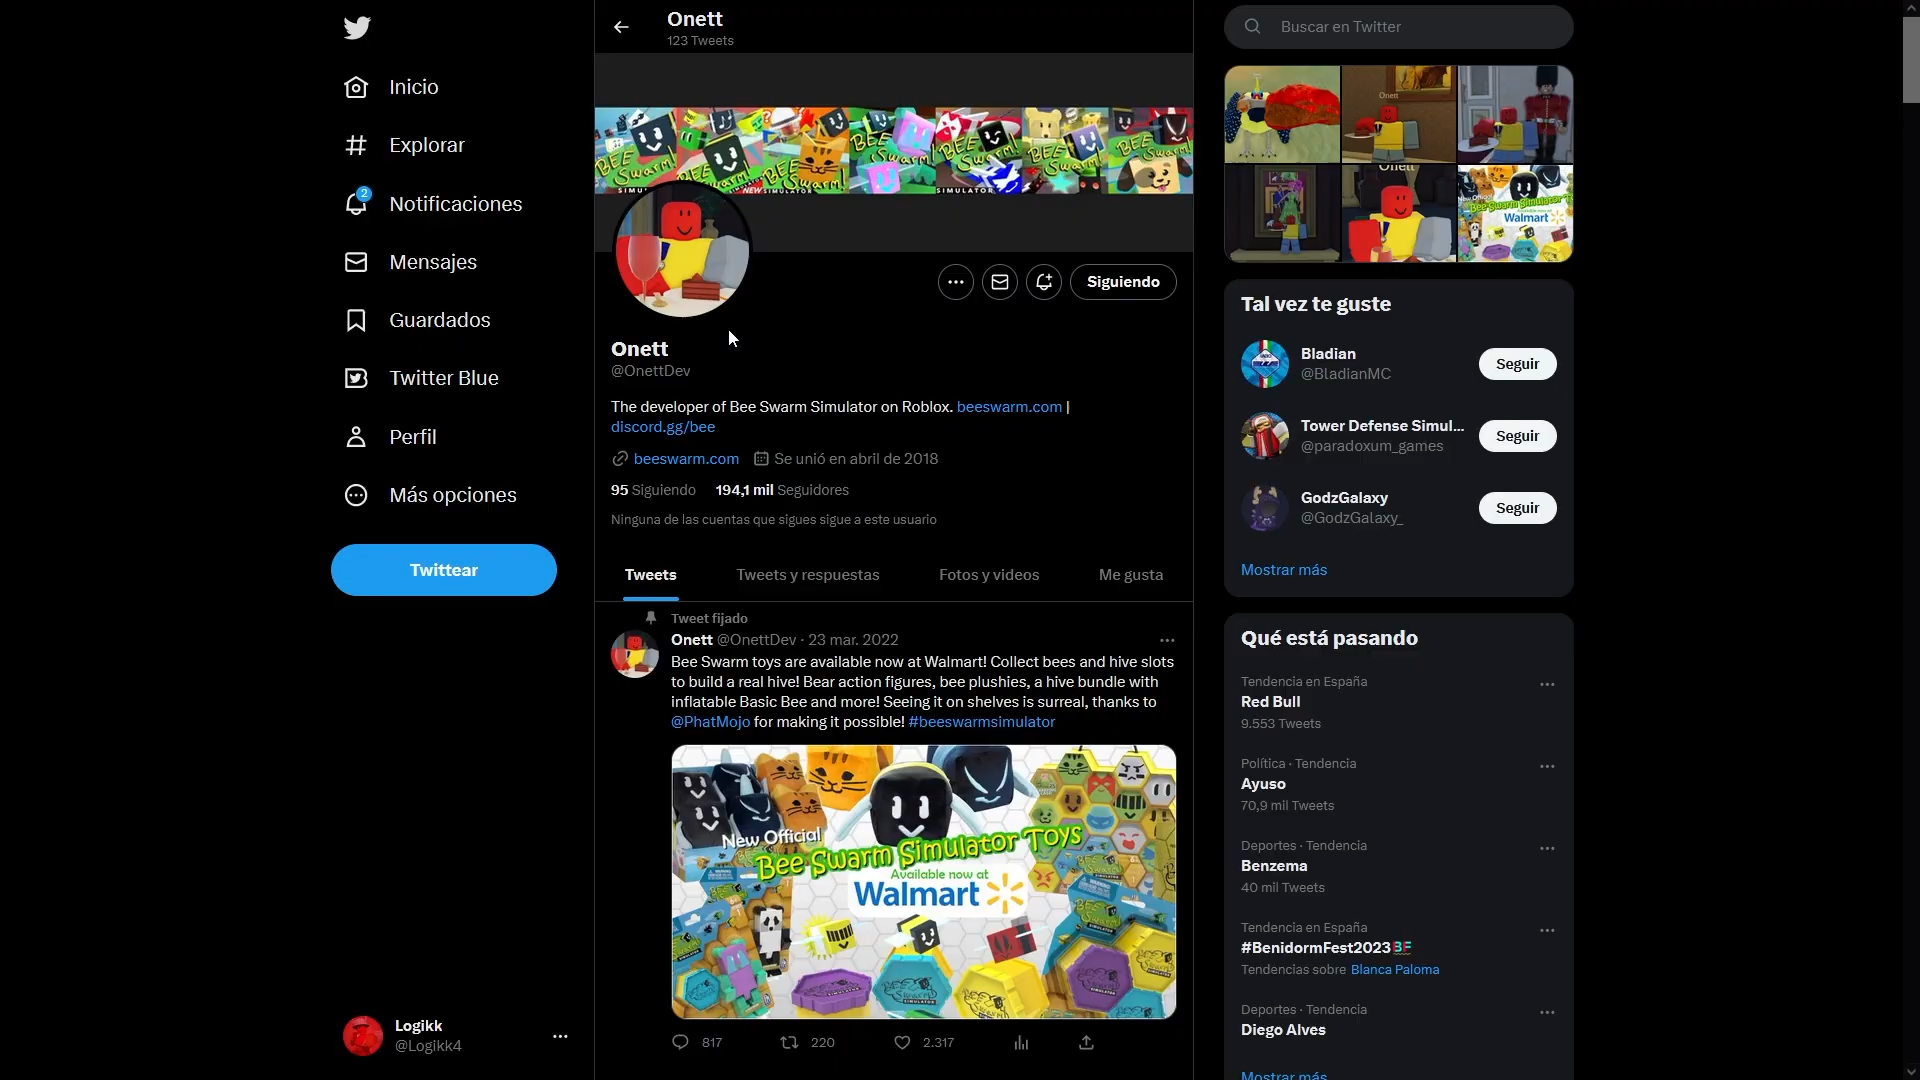 Inicio
Explorar
2
Notificaciones
Mensajes
Guardados
Twitter Blue
Perfil
Más opciones
Twittear
Logikk
@Logikk4
Onett
123 Tweets
Siguiendo
Onett
@OnettDev
The developer of Bee Swarm Simulator on Roblox. beeswarm.com |
discord.gg/bee
beeswarm.com Se unió en abril de 2018
95 Siguiendo 194,1 mil Seguidores
Ninguna de las cuentas que sigues sigue a este usuario
Tweets Tweets y respuestas Fotos y videos Me gusta
Tweet fijado
Onett @OnettDev · 23 mar. 2022
Bee Swarm toys are available now at Walmart! Collect bees and hive slots
to build a real hive! Bear action figures, bee plushies, a hive bundle with
inflatable Basic Bee and more! Seeing it on shelves is surreal, thanks to
@PhatMojo for making it possible! #beeswarmsimulator
New Official
Bee Swarm Simulator Toys
Available now at
Walmart
817 220 2.317
Buscar en Twitter
Onett
Onett
Walmart
Tal vez te guste
Bladian
@BladianMC
Seguir
Tower Defense Simul...
@paradoxum_games
Seguir
GodzGalaxy
@GodzGalaxy_
Seguir
Mostrar más
Qué está pasando
Tendencia en España
Red Bull
9.553 Tweets
Política · Tendencia
Ayuso
70,9 mil Tweets
Deportes · Tendencia
Benzema
40 mil Tweets
Tendencia en España
#BenidormFest2023
Tendencias sobre Blanca Paloma
Deportes · Tendencia
Diego Alves
Mostrar más